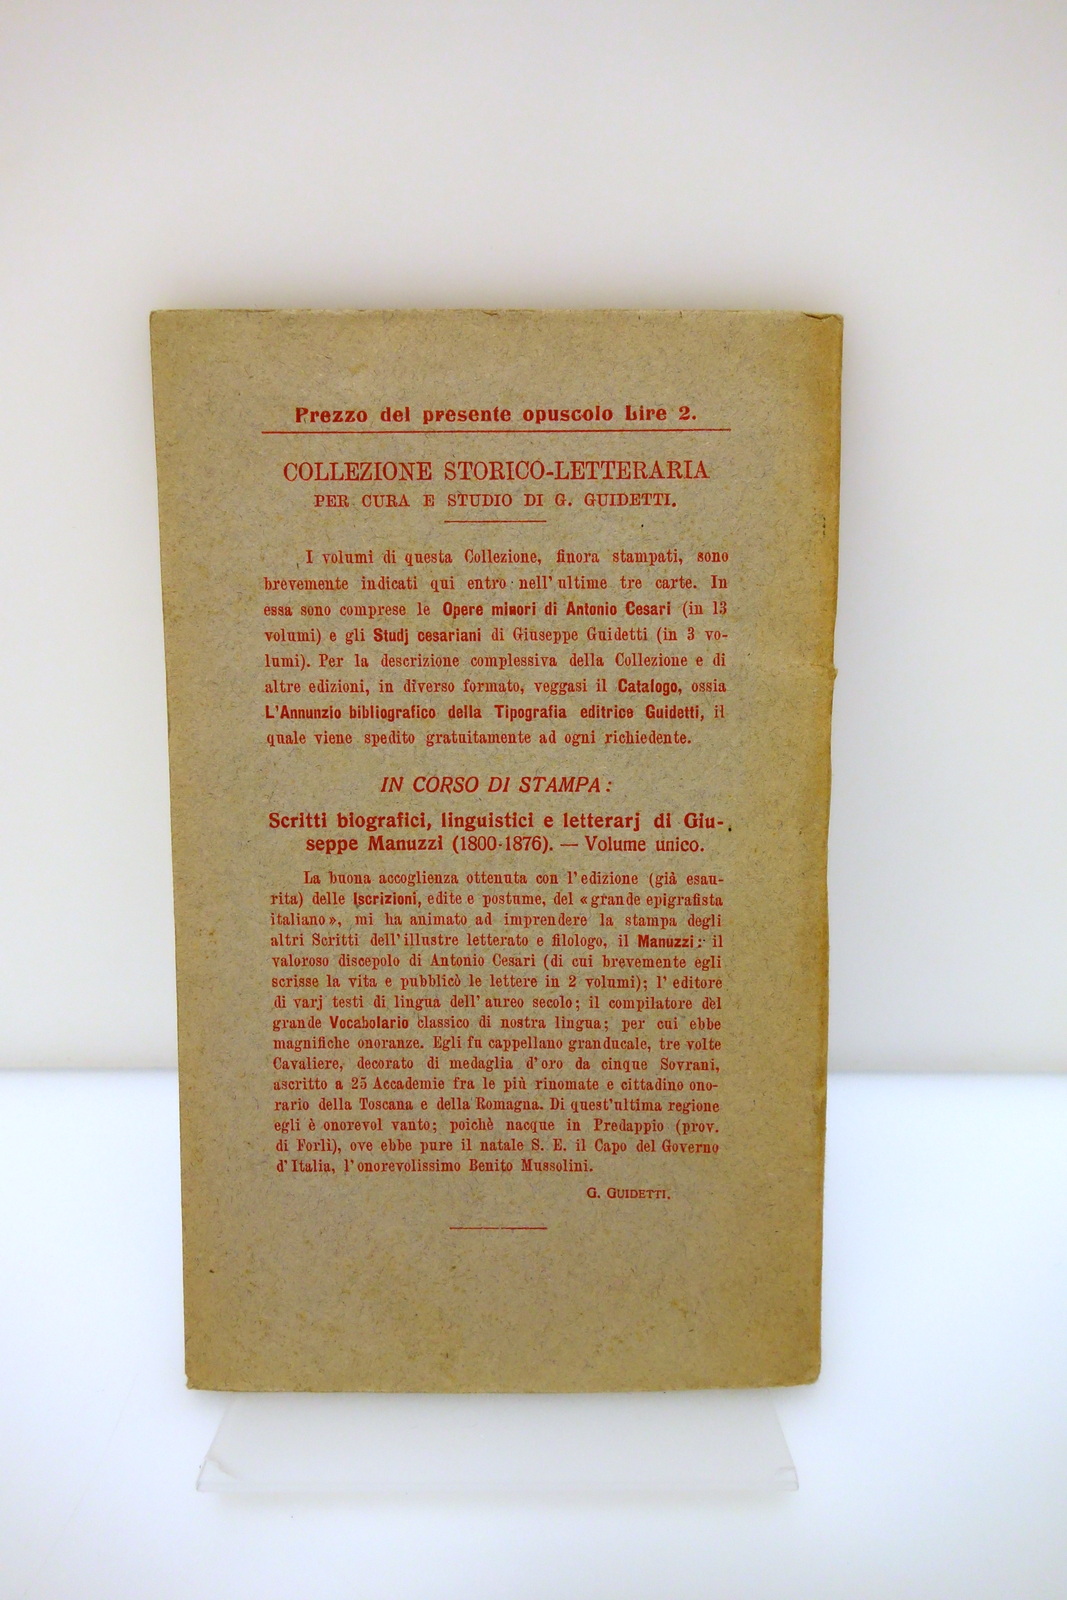 Prezzo del presente opuscolo Lire 2.
COLLEZIONE STORICO-LETTERARIA
PER CURA E STUDIO DI G. GUIDETTI.
I volumi di questa Collezione, finora stampati, sono
brevemente indicati qui entro nell' ultime tre carte. In
essa sono comprese le Opere minori di Antonio Cesari (in 13
volumi) e gli Studj cesariani di Giuseppe Guidetti (in 3 vo-
lumi). Per la descrizione complessiva della Collezione e di
altre edizioni, in diverso formato, veggasi il Catalogo, ossia
L'Annunzio bibliografico della Tipografia editrice Guidetti, il
quale viene spedito gratuitamente ad ogni richiedente.
IN CORSO DI STAMPA:
Scritti biografici, linguistici e letterarj di Giu-
seppe Manuzzi (1800-1876). — Volume unico.
La buona accoglienza ottenuta con l' edizione (già esau-
rita) delle Iscrizioni, edite e postume, del «grande epigrafista
italiano», mi ha animato ad imprendere la stampa degli
altri Scritti dell' illustre letterato e filologo, il Manuzzi: il
valoroso discepolo di Antonio Cesari (di cui brevemente egli
scrisse la vita e pubblicò le lettere in 2 volumi); l' editore
di varj testi di lingua dell' aureo secolo; il compilatore del
grande Vocabolario classico di nostra lingua; per cui ebbe
magnifiche onoranze. Egli fu cappellano granducale, tre volte
Cavaliere, decorato di medaglia d' oro da cinque Sovrani,
ascritto a 25 Accademie fra le più rinomate e cittadino ono-
rario della Toscana e della Romagna. Di quest'ultima regione
egli è onorevol vanto; poichè nacque in Predappio (prov.
di Forlì), ove ebbe pure il natale S. E. il Capo del Governo
d' Italia, l' onorevolissimo Benito Mussolini.
G. GUIDETTI.